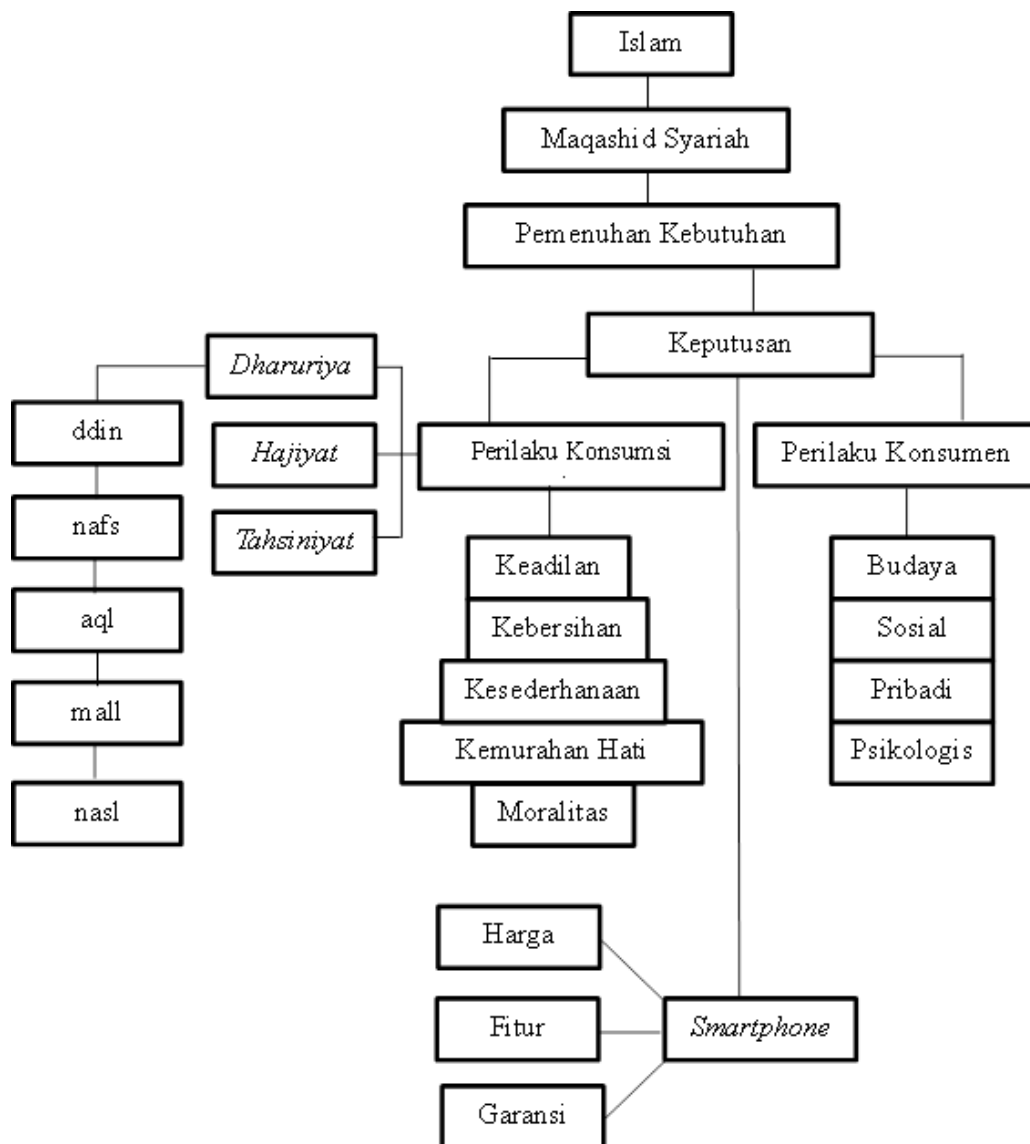 Islam
Maqashid Syariah
Pemenuhan Kebutuhan
Keputusan
Dharuriya
Hajiyat
Tahsiniyat
ddin
nafs
aql
mall
nasl
Perilaku Konsumsi
.
Keadilan
Kebersihan
Kesederhanaan
Kemurahan Hati
Moralitas
Perilaku Konsumen
Budaya
Sosial
Pribadi
Psikologis
Harga
Fitur
Garansi
Smartphone